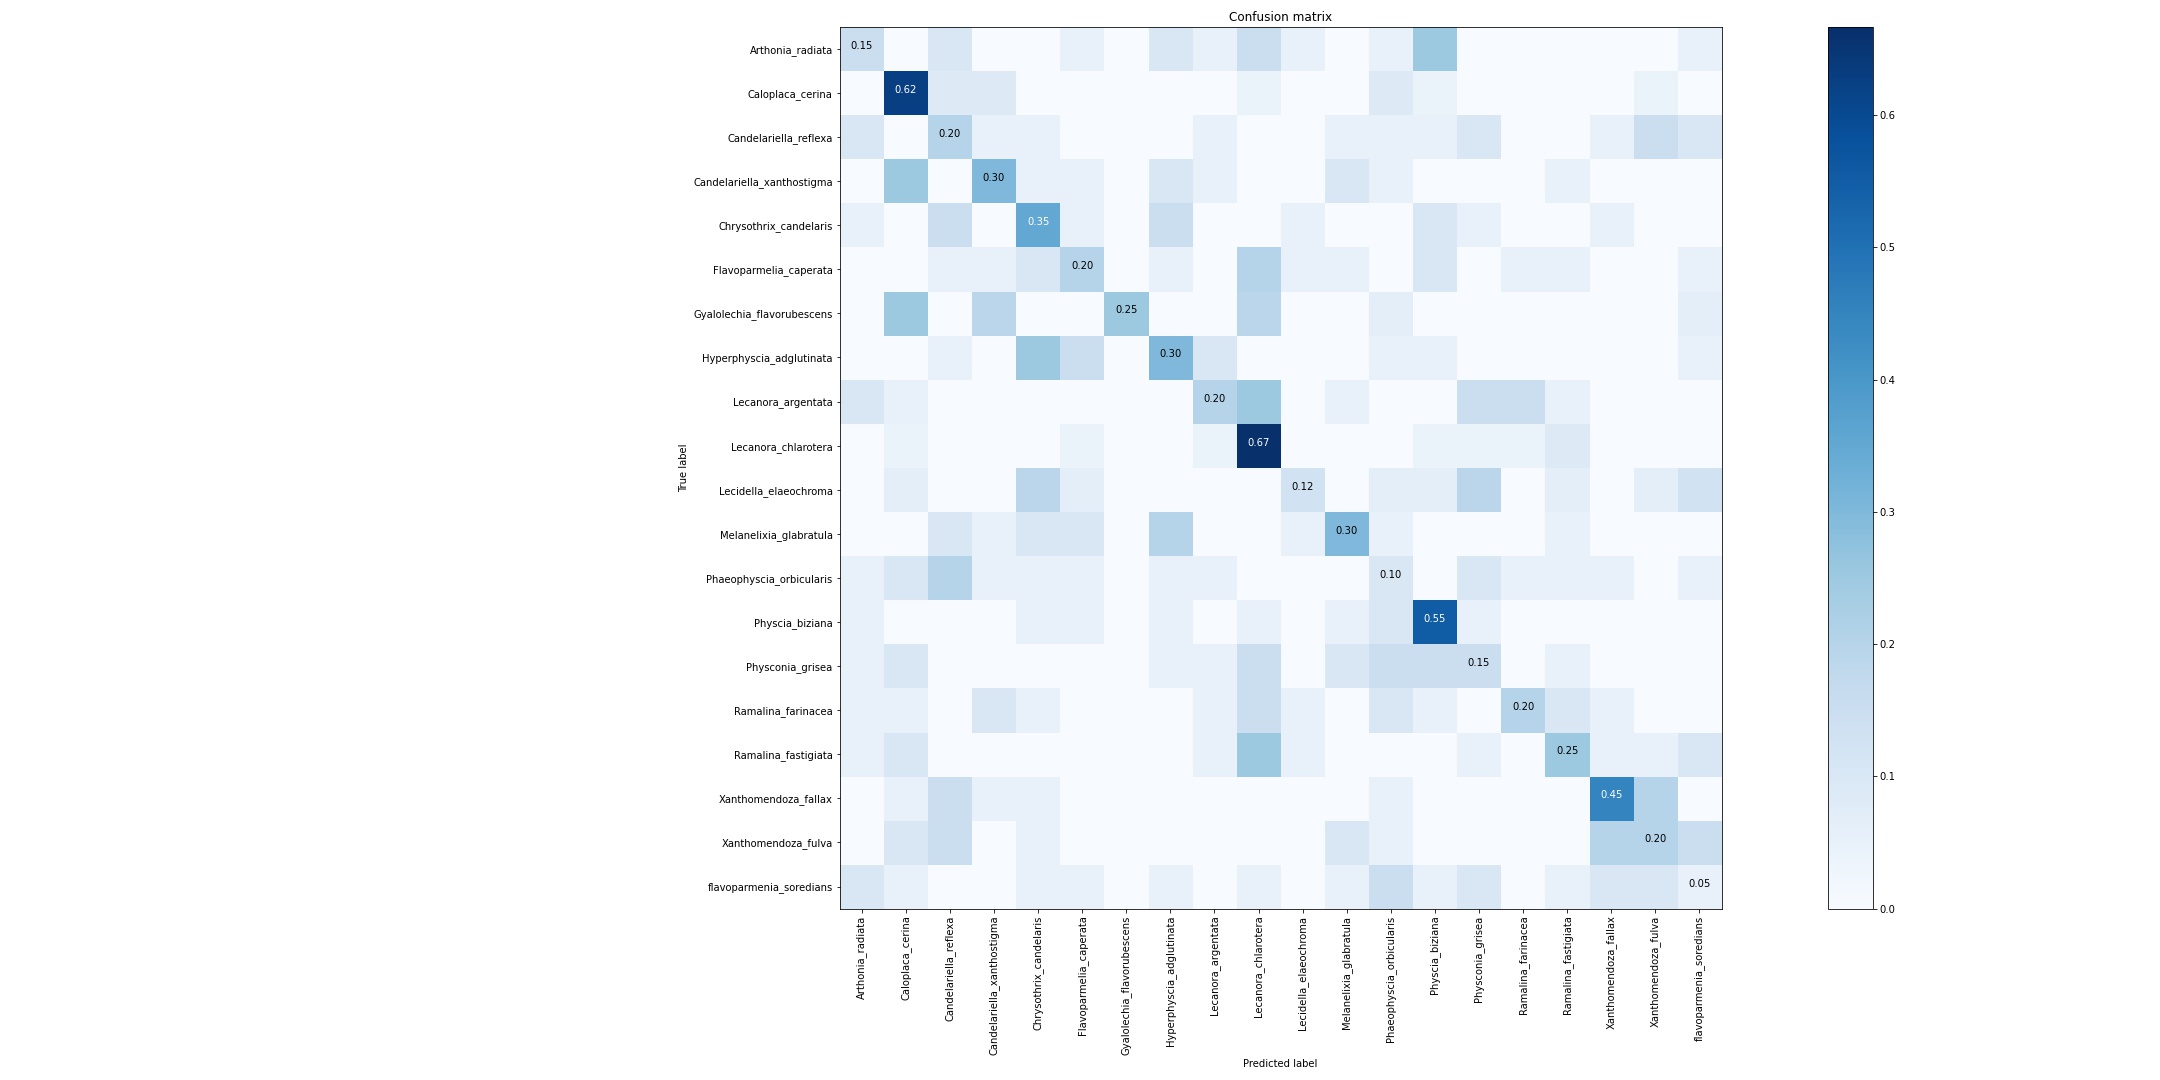 Confusion matrix
Arthonia_radiata
Caloplaca_cerina
Candelariella_reflexa
Candelariella_xanthostigma
Chrysothrix_candelaris
Flavoparmelia_caperata
Gyalolechia_flavorubescens
Hyperphyscia_adglutinata
Lecanora_argentata
Lecanora_chlarotera
Lecidella_elaeochroma
Melanelixia_glabratula
Phaeophyscia_orbicularis
Physcia_biziana
Physconia_grisea
Ramalina_farinacea
Ramalina_fastigiata
Xanthomendoza_fallax
Xanthomendoza_fulva
flavoparmenia_soredians
True label
0.15
0.62
0.20
0.30
0.35
0.20
0.25
0.30
0.20
0.67
0.12
0.30
0.10
0.55
0.15
0.20
0.25
0.45
0.20
0.05
Arthonia_radiata
Caloplaca_cerina
Candelariella_reflexa
Candelariella_xanthostigma
Chrysothrix_candelaris
Flavoparmelia_caperata
Gyalolechia_flavorubescens
Hyperphyscia_adglutinata
Lecanora_argentata
Lecanora_chlarotera
Lecidella_elaeochroma
Melanelixia_glabratula
Phaeophyscia_orbicularis
Physcia_biziana
Physconia_grisea
Ramalina_farinacea
Ramalina_fastigiata
Xanthomendoza_fallax
Xanthomendoza_fulva
flavoparmenia_soredians
Predicted label
0.6
0.5
0.4
0.3
0.2
0.1
0.0